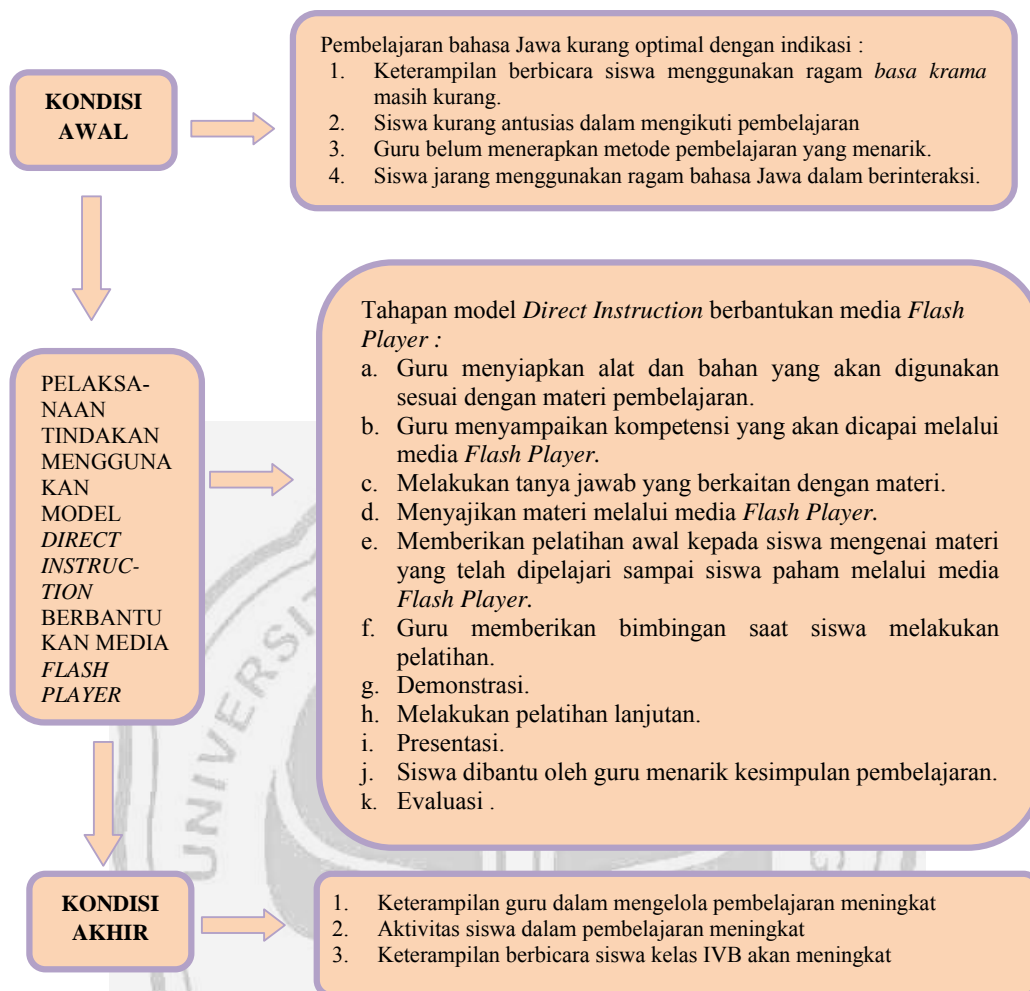 KONDISI
AWAL
Pembelajaran bahasa Jawa kurang optimal dengan indikasi :
1. Keterampilan berbicara siswa menggunakan ragam basa krama
masih kurang.
2. Siswa kurang antusias dalam mengikuti pembelajaran
3. Guru belum menerapkan metode pembelajaran yang menarik.
4. Siswa jarang menggunakan ragam bahasa Jawa dalam berinteraksi.
PELAKSA-
NAAN
TINDAKAN
MENGGUNA
KAN
MODEL
DIRECT
INSTRUC-
TION
BERBANTU
KAN MEDIA
FLASH
PLAYER
Tahapan model Direct Instruction berbantukan media Flash
Player :
a. Guru menyiapkan alat dan bahan yang akan digunakan
sesuai dengan materi pembelajaran.
b. Guru menyampaikan kompetensi yang akan dicapai melalui
media Flash Player.
c. Melakukan tanya jawab yang berkaitan dengan materi.
d. Menyajikan materi melalui media Flash Player.
e. Memberikan pelatihan awal kepada siswa mengenai materi
yang telah dipelajari sampai siswa paham melalui media
Flash Player.
f. Guru memberikan bimbingan saat siswa melakukan
pelatihan.
g. Demonstrasi.
h. Melakukan pelatihan lanjutan.
i. Presentasi.
j. Siswa dibantu oleh guru menarik kesimpulan pembelajaran.
k. Evaluasi .
KONDISI
AKHIR
1. Keterampilan guru dalam mengelola pembelajaran meningkat
2. Aktivitas siswa dalam pembelajaran meningkat
3. Keterampilan berbicara siswa kelas IVB akan meningkat